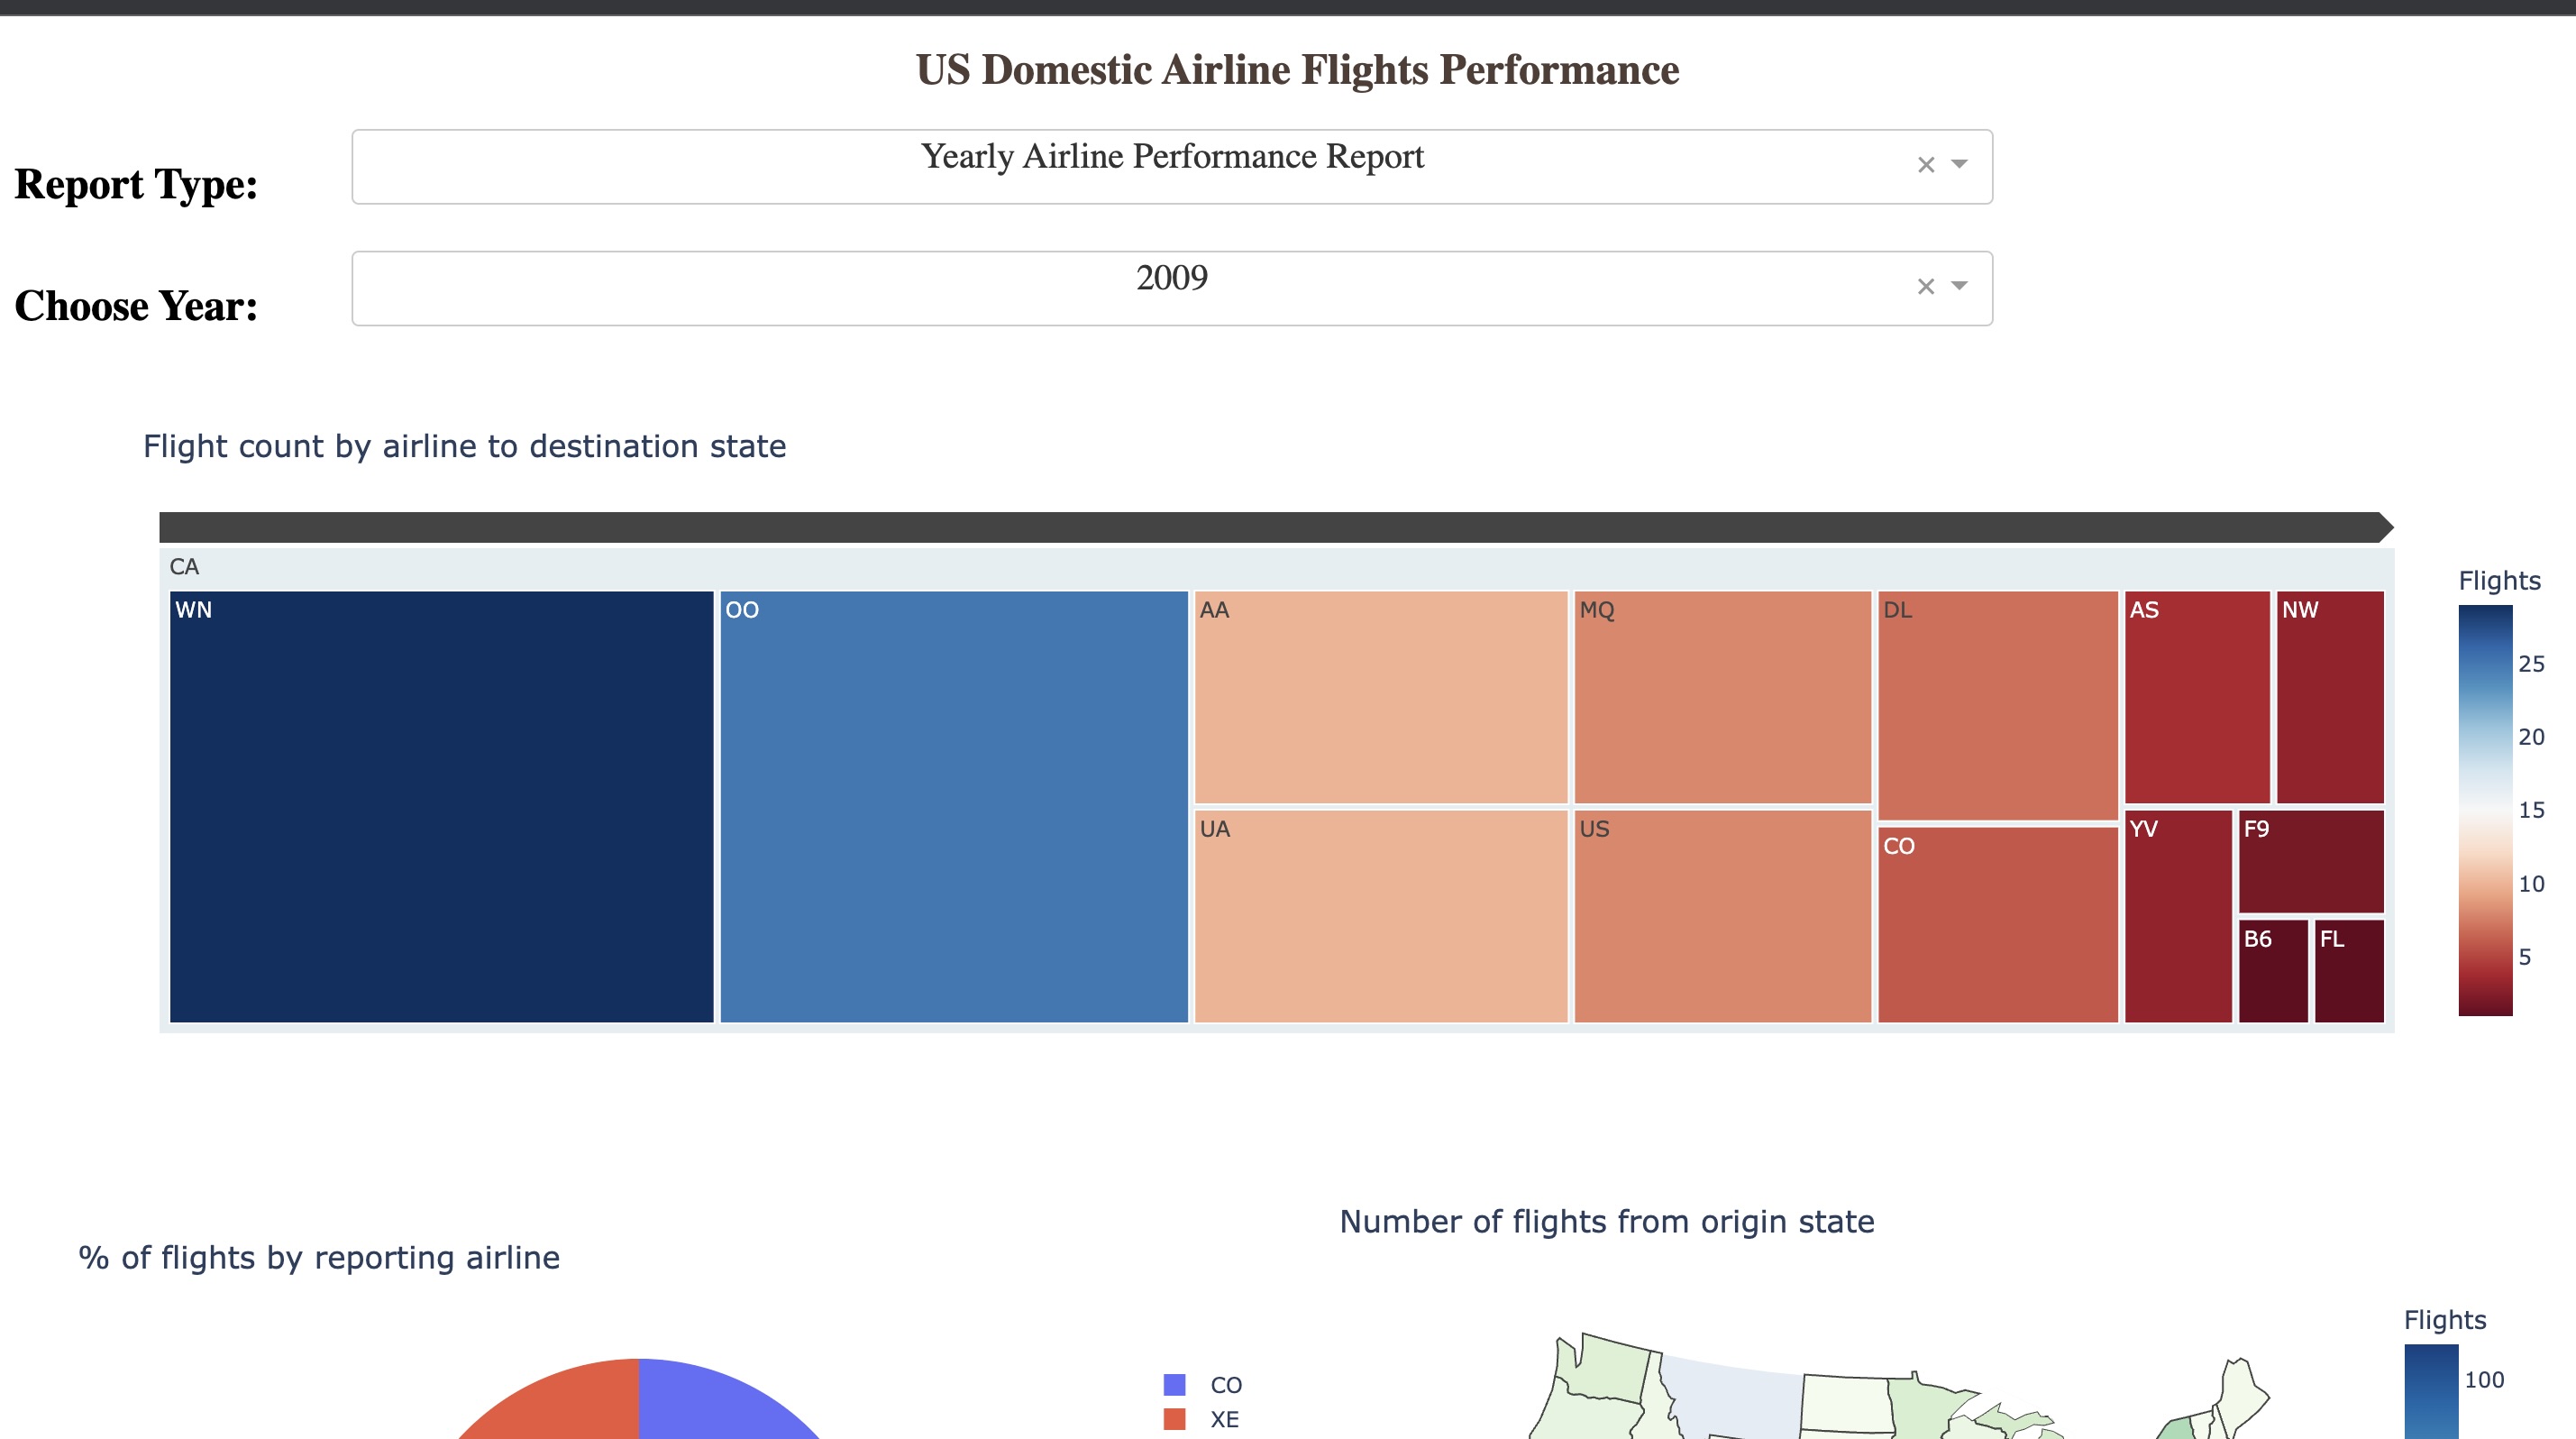 US Domestic Airline Flights Performance
Report Type:
Yearly Airline Performance Report
Choose Year:
2009
Flight count by airline to destination state
CA
WN
OO
AA
MQ
DL
AS
NW
UA
US
CO
YV
F9
B6
FL
Flights
25
20
15
10
5
% of flights by reporting airline
CO
XE
Number of flights from origin state
Flights
100